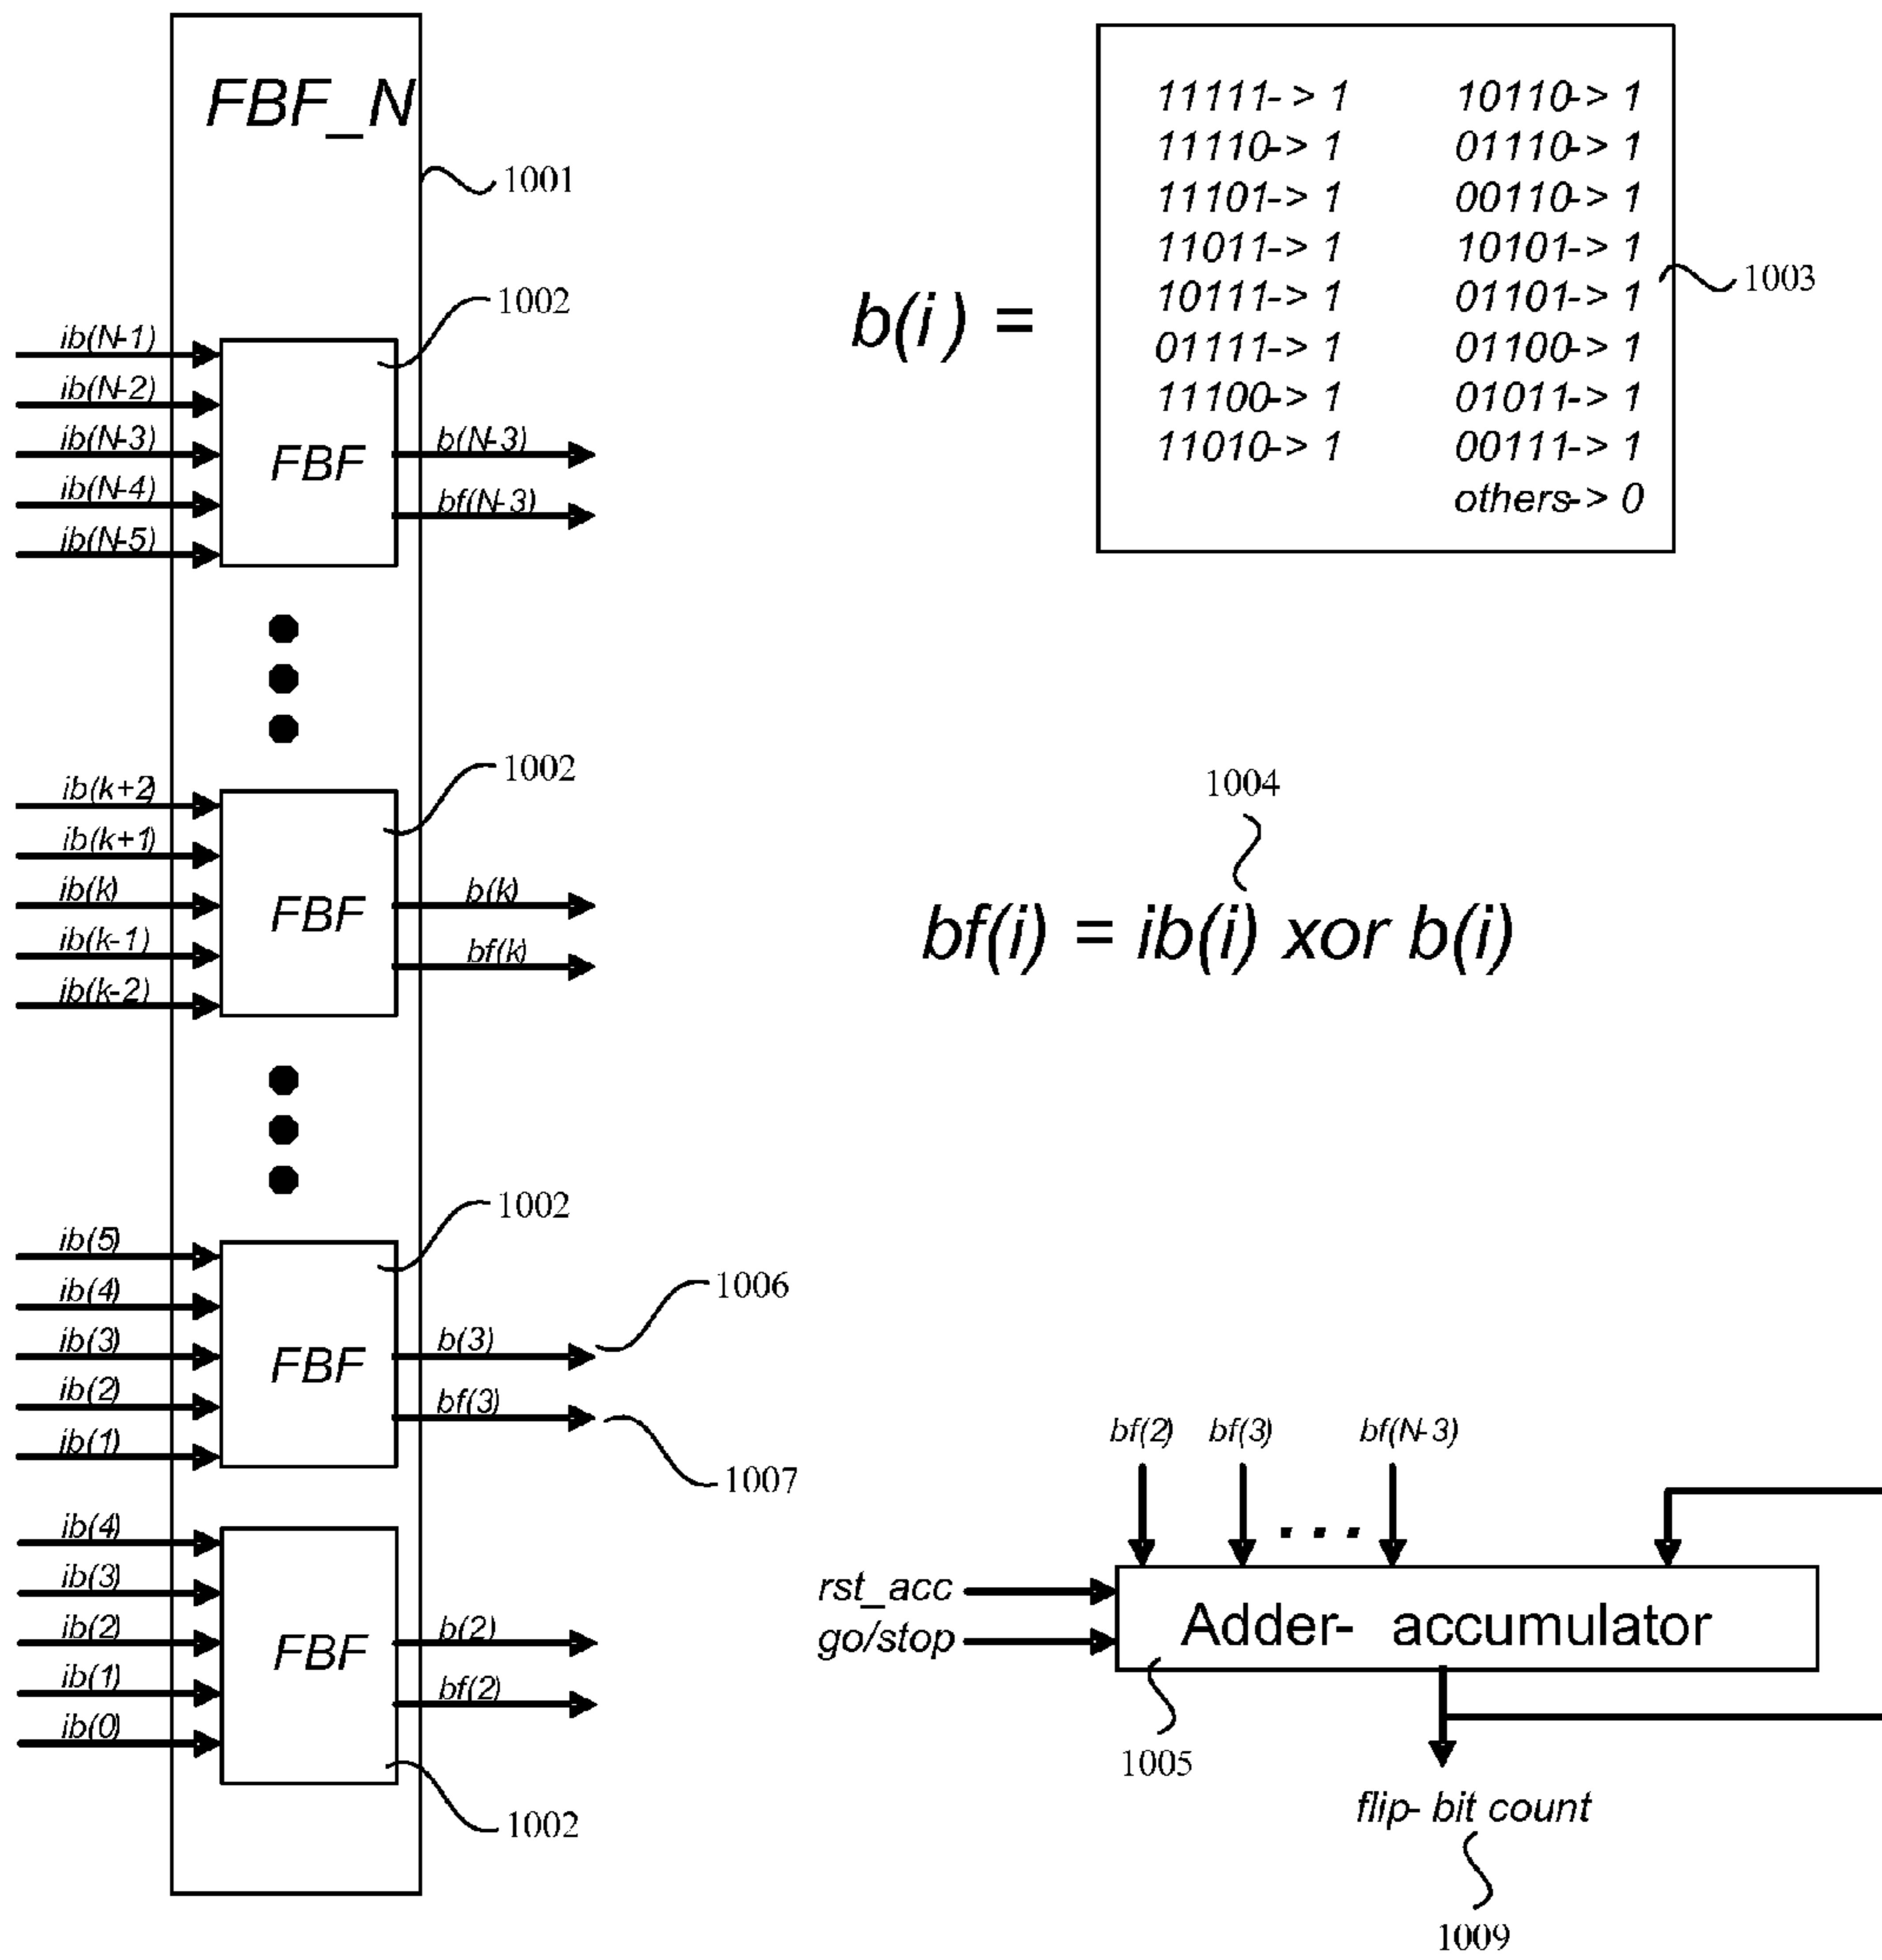 FBF_N
1001
1002
ib(N-1)
ib(N-2)
ib(N-3)
ib(N-4)
ib(N-5)
FBF
b(N-3)
bf(N-3)
1002
ib(k+2)
ib(k+1)
ib(k)
ib(k-1)
ib(k-2)
FBF
b(k)
bf(k)
1002
ib(5)
ib(4)
ib(3)
ib(2)
ib(1)
FBF
b(3)
bf(3)
1006
1007
ib(4)
ib(3)
ib(2)
ib(1)
ib(0)
FBF
b(2)
bf(2)
1002
b(i) =
11111-> 1
11110-> 1
11101-> 1
11011-> 1
10111-> 1
01111-> 1
11100-> 1
11010-> 1
10110-> 1
01110-> 1
00110-> 1
10101-> 1
01101-> 1
01100-> 1
01011-> 1
00111-> 1
others-> 0
1003
1004
bf(i) = ib(i) xor b(i)
bf(2) bf(3) ... bf(N-3)
rst_acc
go/stop
Adder- accumulator
1005
flip- bit count
1009